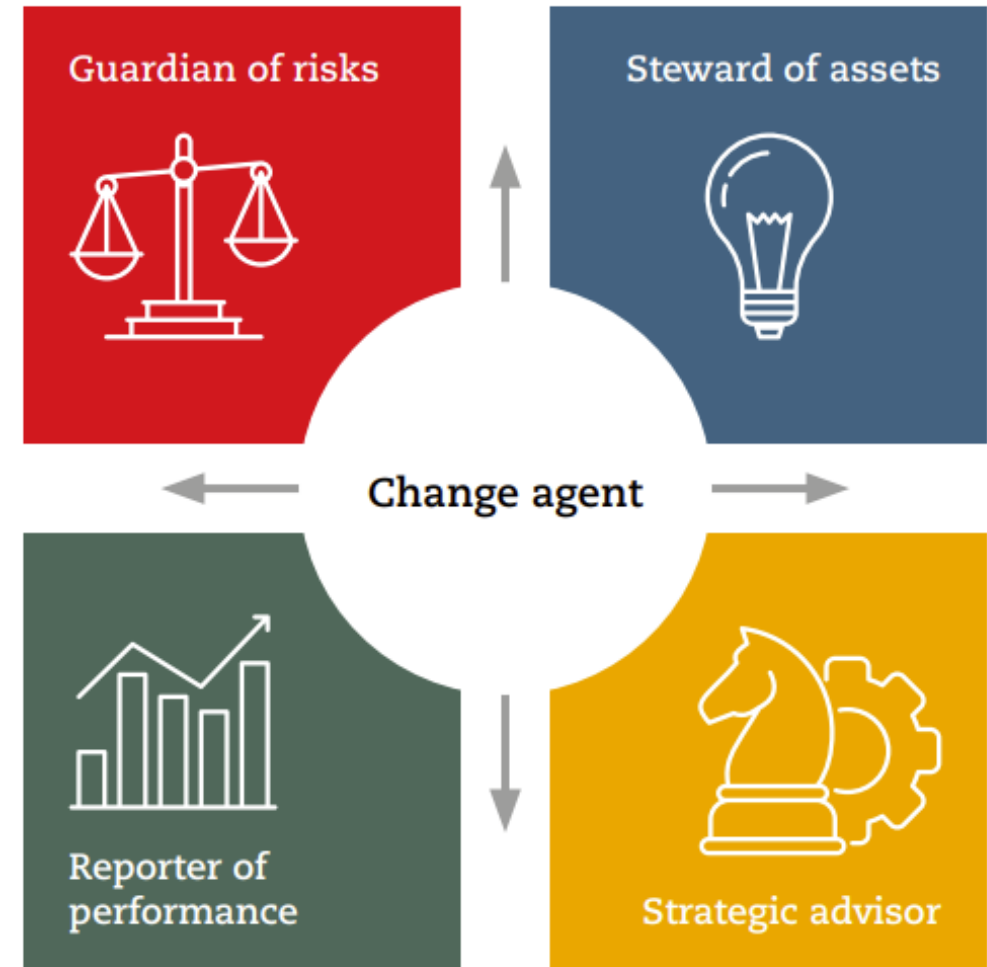 Guardian of risks
Steward of assets
Change agent
Reporter of
performance
Strategic advisor